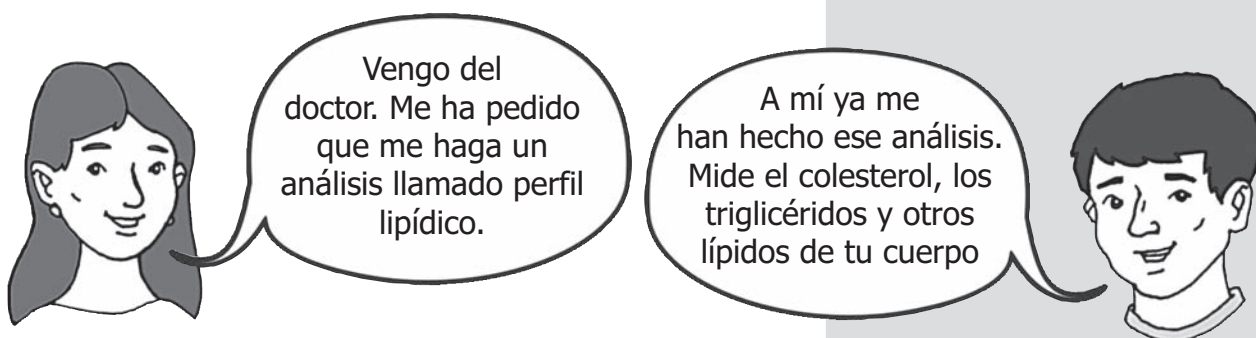 Vengo del
doctor. Me ha pedido
que me haga un
análisis llamado perfil
lipídico.
A mí ya me
han hecho ese análisis.
Mide el colesterol, los
triglicéridos y otros
lípidos de tu cuerpo